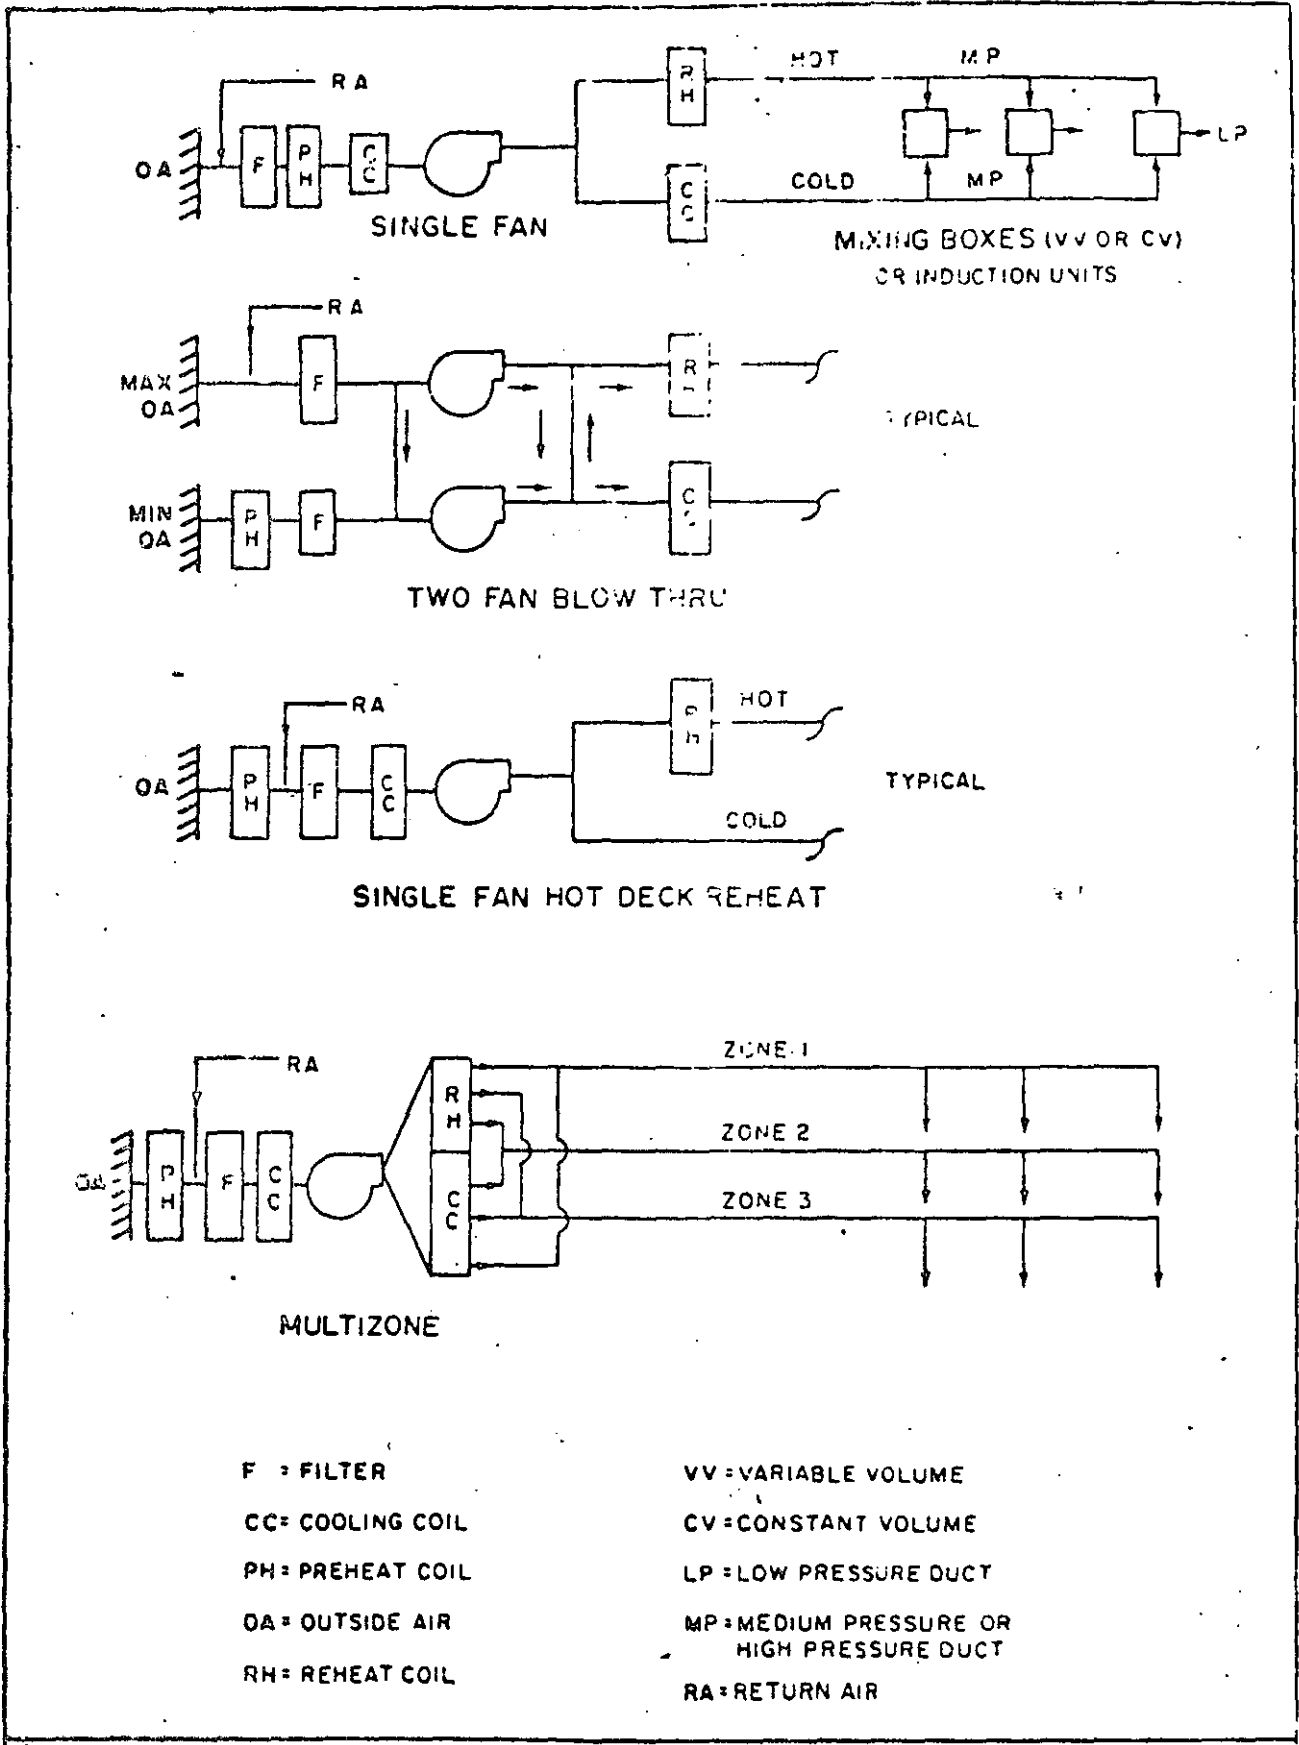 RA
HOT
MP
RH
OA
F
PH
CC
LP
CC
COLD
MP
SINGLE FAN
MIXING BOXES (VV OR CV)
OR INDUCTION UNITS
RA
MAX
OA
F
R
TYPICAL
MIN
OA
PH
F
C
TWO FAN BLOW THRU
RA
HOT
OA
PH
F
CC
TYPICAL
COLD
SINGLE FAN HOT DECK REHEAT
RA
ZONE 1
RH
ZONE 2
OA
PH
F
CC
CC
ZONE 3
MULTIZONE
F = FILTER
CC = COOLING COIL
PH = PREHEAT COIL
OA = OUTSIDE AIR
RH = REHEAT COIL
VV = VARIABLE VOLUME
CV = CONSTANT VOLUME
LP = LOW PRESSURE DUCT
MP = MEDIUM PRESSURE OR
HIGH PRESSURE DUCT
RA = RETURN AIR